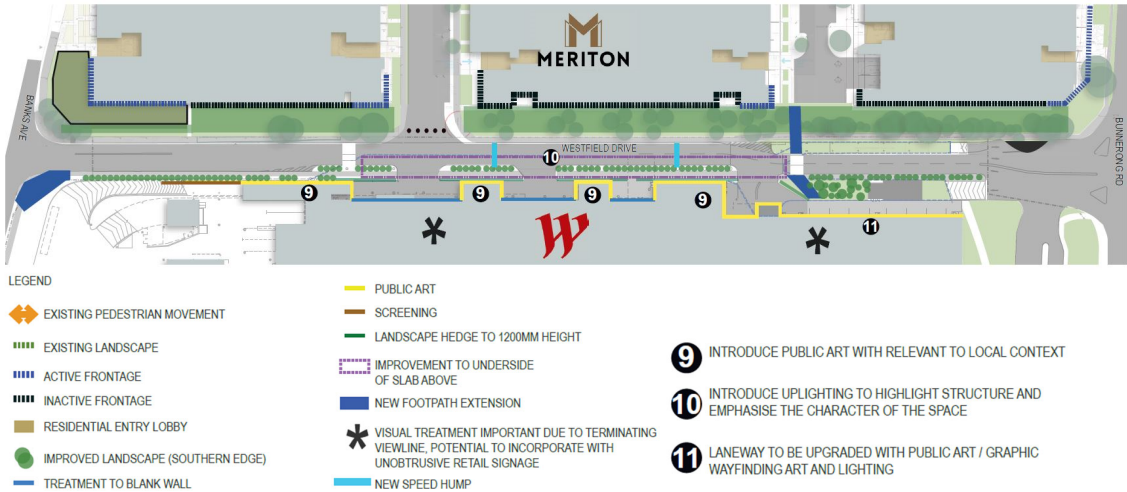 MERITON
BANKS AVE
WESTFIELD DRIVE
BUNNERONG RD
10
9
9
9
9
11
LEGEND
EXISTING PEDESTRIAN MOVEMENT
EXISTING LANDSCAPE
ACTIVE FRONTAGE
INACTIVE FRONTAGE
RESIDENTIAL ENTRY LOBBY
IMPROVED LANDSCAPE (SOUTHERN EDGE)
TREATMENT TO BLANK WALL
PUBLIC ART
SCREENING
LANDSCAPE HEDGE TO 1200MM HEIGHT
IMPROVEMENT TO UNDERSIDE
OF SLAB ABOVE
NEW FOOTPATH EXTENSION
VISUAL TREATMENT IMPORTANT DUE TO TERMINATING
VIEWLINE, POTENTIAL TO INCORPORATE WITH
UNOBTRUSIVE RETAIL SIGNAGE
NEW SPEED HUMP
9 INTRODUCE PUBLIC ART WITH RELEVANT TO LOCAL CONTEXT
10 INTRODUCE UPLIGHTING TO HIGHLIGHT STRUCTURE AND
EMPHASISE THE CHARACTER OF THE SPACE
11 LANEWAY TO BE UPGRADED WITH PUBLIC ART / GRAPHIC
WAYFINDING ART AND LIGHTING